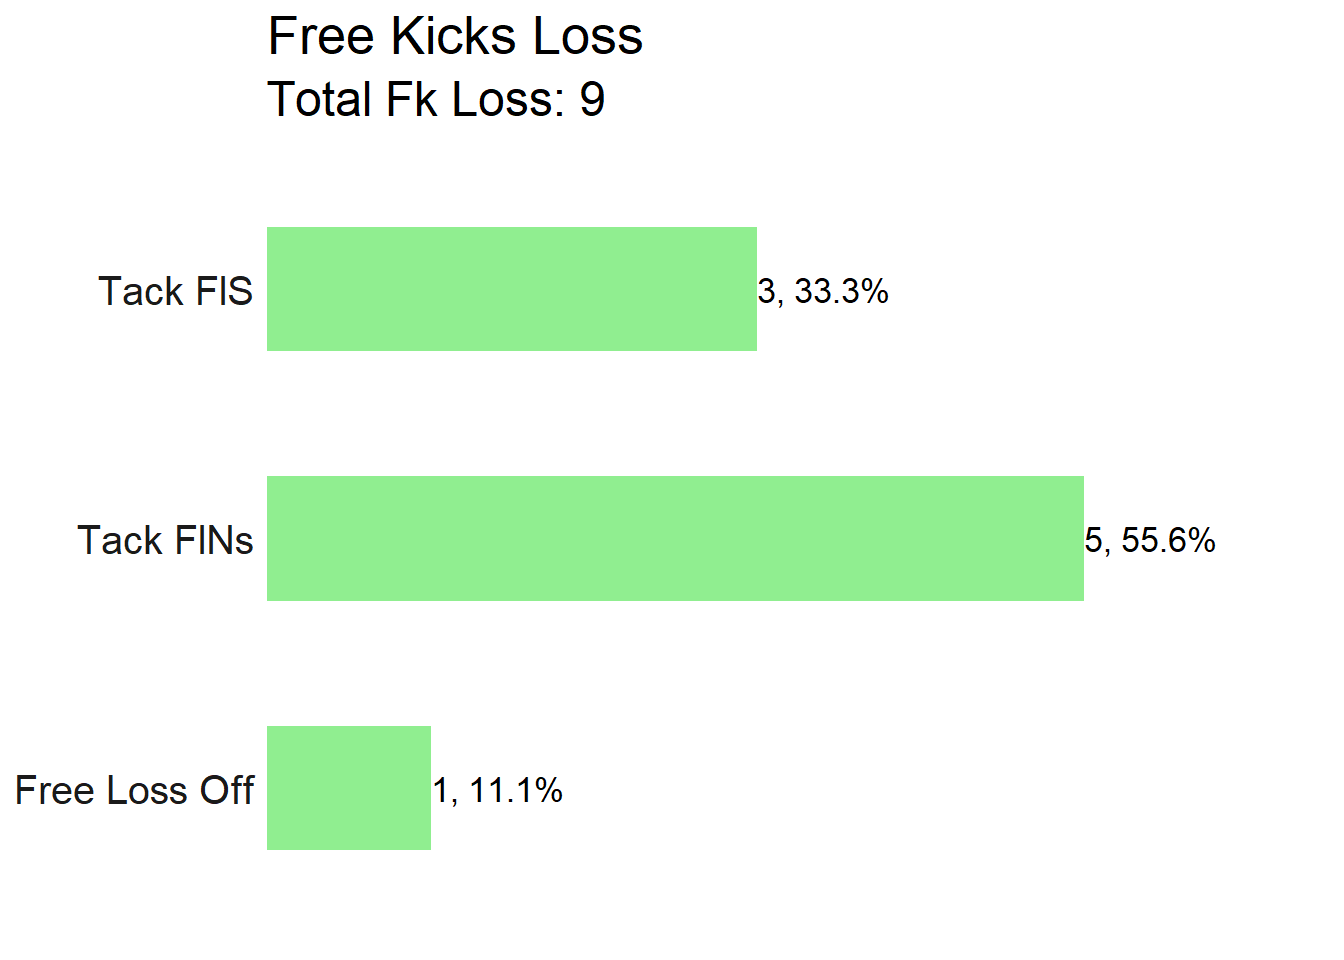 Free Kicks Loss
Total Fk Loss: 9
Tack FIS
3, 33.3%
Tack FINs
5, 55.6%
Free Loss Off
1, 11.1%